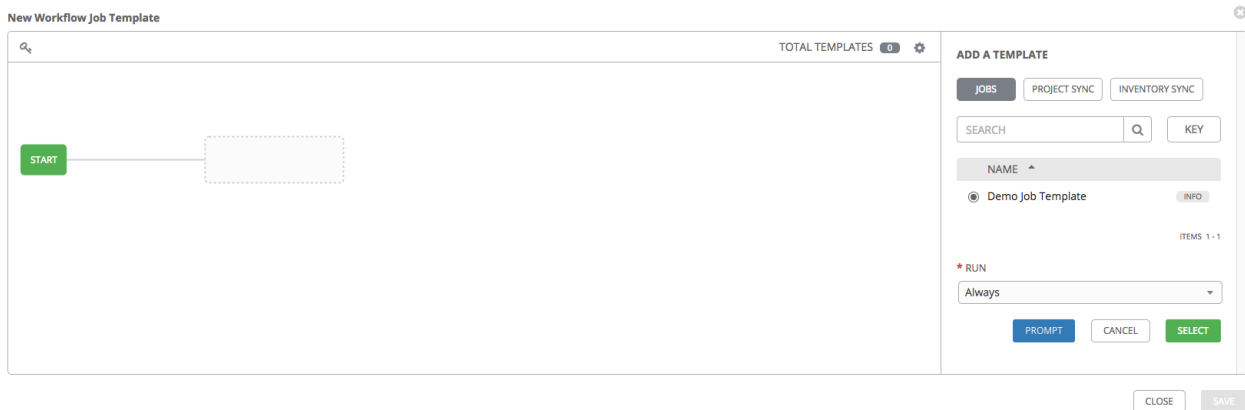 New Workflow Job Template
TOTAL TEMPLATES 0
START
ADD A TEMPLATE
JOBS PROJECT SYNC INVENTORY SYNC
SEARCH KEY
NAME
Demo Job Template INFO
ITEMS 1 - 1
* RUN
Always
PROMPT CANCEL SELECT
CLOSE SAVE